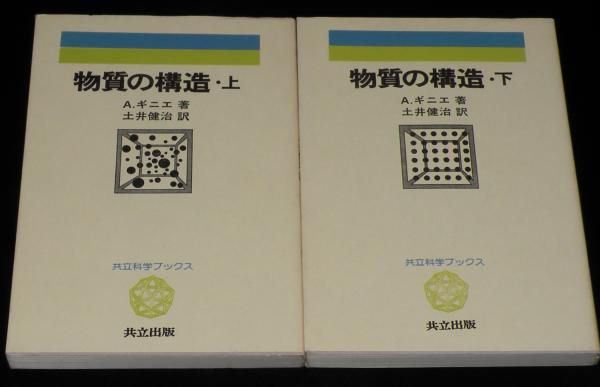 物質の構造・上
A.ギニエ 著
土井健治 訳
共立科学ブックス
共立出版
物質の構造・下
A.ギニエ 著
土井健治 訳
共立科学ブックス
共立出版